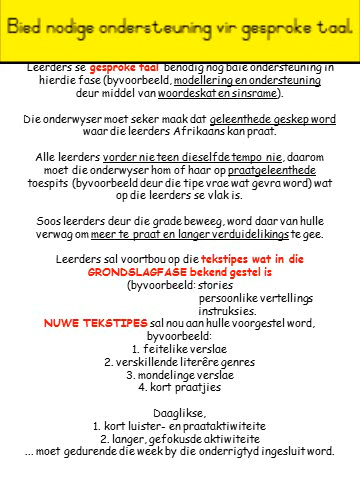 Bied nodige ondersteuning vir gesproke taal.
Leerders se gesproke taal benodig nog baie ondersteuning in
hierdie fase (byvoorbeeld, modellering en ondersteuning
deur middel van woordeskat en sinsrame).
Die onderwyser moet seker maak dat geleenthede geskep word
waar die leerders Afrikaans kan praat.
Alle leerders vorder nie teen dieselfde tempo nie, daarom
moet die onderwyser hom of haar op praatgeleenthede
toespits (byvoorbeeld deur die tipe vrae wat gevra word) wat
op die leerders se vlak is.
Soos leerders deur die grade beweeg, word daar van hulle
verwag om meer te praat en langer verduidelikings te gee.
Leerders sal voortbou op die tekstipes wat in die
GRONDSLAGFASE bekend gestel is
(byvoorbeeld: stories
persoonlike vertellings
instruksies.
NUWE TEKSTIPES sal nou aan hulle voorgestel word,
byvoorbeeld:
1. feitelike verslae
2. verskillende literêre genres
3. mondelinge verslae
4. kort praatjies
Daaglikse,
1. kort luister- en praataktiwiteite
2. langer, gefokusde aktiwiteite
... moet gedurende die week by die onderrigtyd ingesluit word.